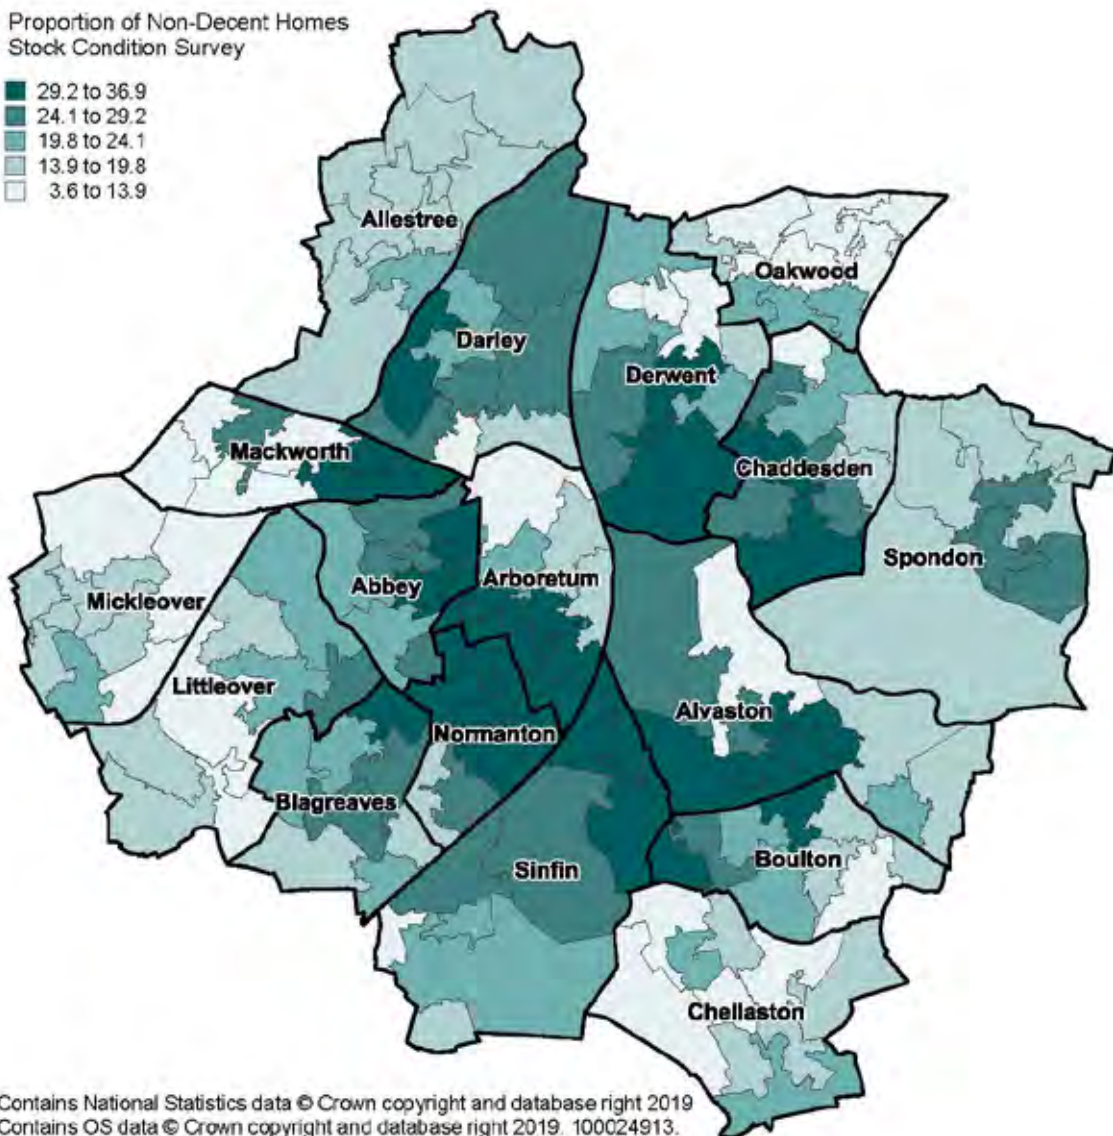 Proportion of Non-Decent Homes
Stock Condition Survey
29.2 to 36.9
24.1 to 29.2
19.8 to 24.1
13.9 to 19.8
3.6 to 13.9
Allestree
Oakwood
Darley
Derwent
Mackworth
Chaddesden
Spondon
Abbey
Arboretum
Mickleover
Littleover
Alvaston
Normanton
Blagreaves
Boulton
Sinfin
Chellaston
Contains National Statistics data © Crown copyright and database right 2019
Contains OS data © Crown copyright and database right 2019. 100024913.